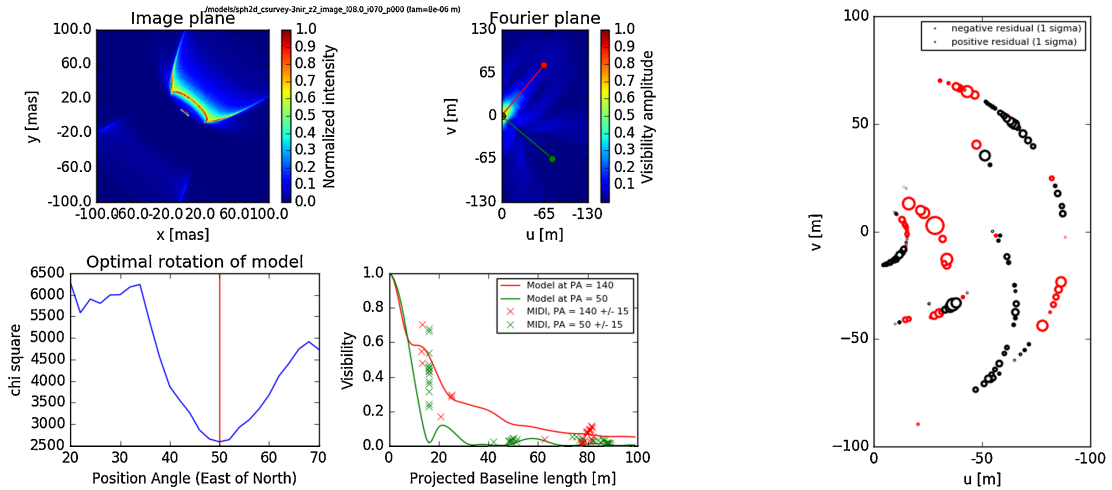 /models/sph2d_csurvey-3nir_z2_image_l08.0_i070_p000 (lam=8e-06 m)
Image plane
Fourier plane
100.0
60.0
20.0
-20.0
-60.0
-100.0
y [mas]
-100.0-60.0-20.0 20.0 60.0 100.0
x [mas]
1.0
0.9
0.8
0.7
0.6
0.5
0.4
0.3
0.2
0.1
0.0
Normalized intensity
130
65
0
-65
-130
v [m]
0 -65 -130
u [m]
1.0
0.9
0.8
0.7
0.6
0.5
0.4
0.3
0.2
0.1
Visibility amplitude
Optimal rotation of model
6500
6000
5500
5000
4500
4000
3500
3000
2500
chi square
20 30 40 50 60 70
Position Angle (East of North)
1.0
0.8
0.6
0.4
0.2
0.0
Visibility
Model at PA = 140
Model at PA = 50
MIDI, PA = 140 +/- 15
MIDI, PA = 50 +/- 15
0 20 40 60 80 100
Projected Baseline length [m]
negative residual (1 sigma)
positive residual (1 sigma)
100
50
0
−50
−100
v [m]
0 -50 -100
u [m]